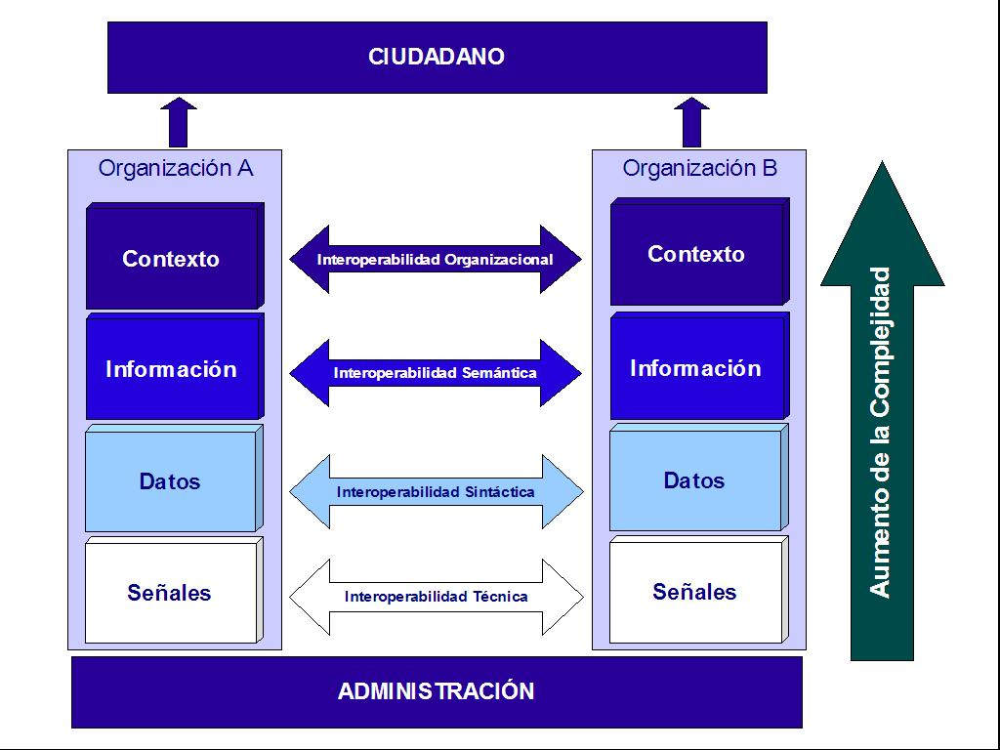 CIUDADANO
Organización A
Organización B
Contexto
Interoperabilidad Organizacional
Contexto
Información
Interoperabilidad Semántica
Información
Datos
Interoperabilidad Sintáctica
Datos
Señales
Interoperabilidad Técnica
Señales
Aumento de la Complejidad
ADMINISTRACIÓN